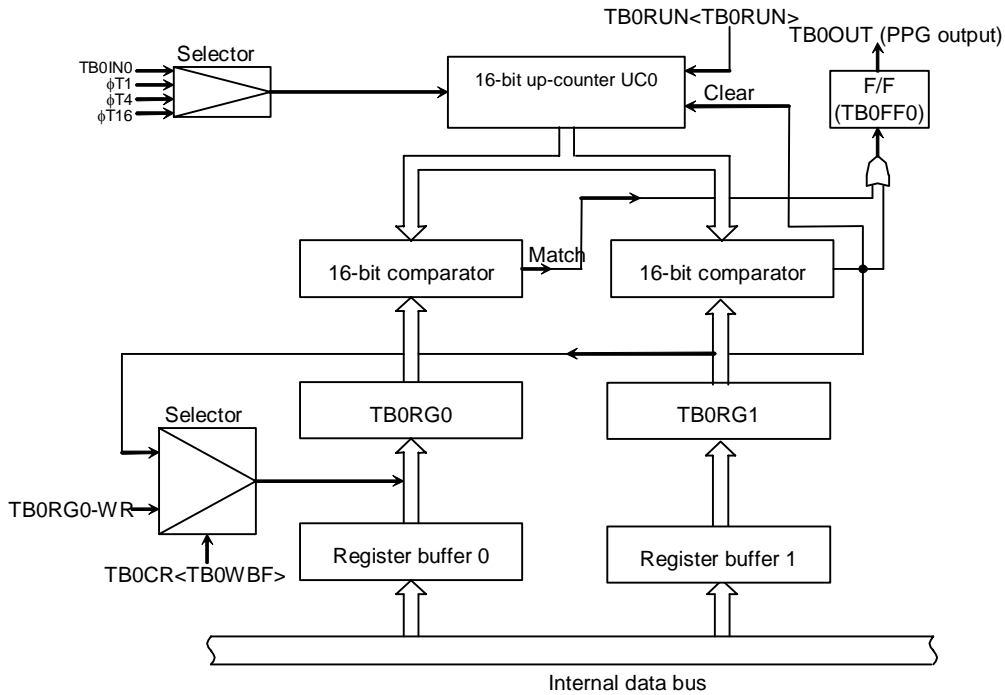 TB0RUN<TB0RUN>
TB0OUT (PPG output)
Selector
TB0IN0
φT1
φT4
φT16
16-bit up-counter UC0
Clear
F/F
(TB0FF0)
16-bit comparator
Match
16-bit comparator
TB0RG0
TB0RG1
Selector
TB0RG0-WR
TB0CR<TB0WBF>
Register buffer 0
Register buffer 1
Internal data bus